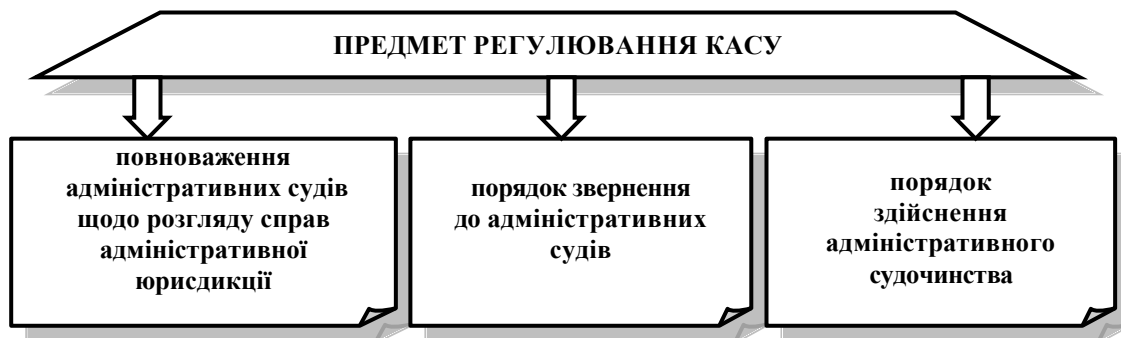 ПРЕДМЕТ РЕГУЛЮВАННЯ КАСУ
повноваження
адміністративних судів
щодо розгляду справ
адміністративної
юрисдикції
порядок звернення
до адміністративних
судів
порядок
здійснення
адміністративного
судочинства